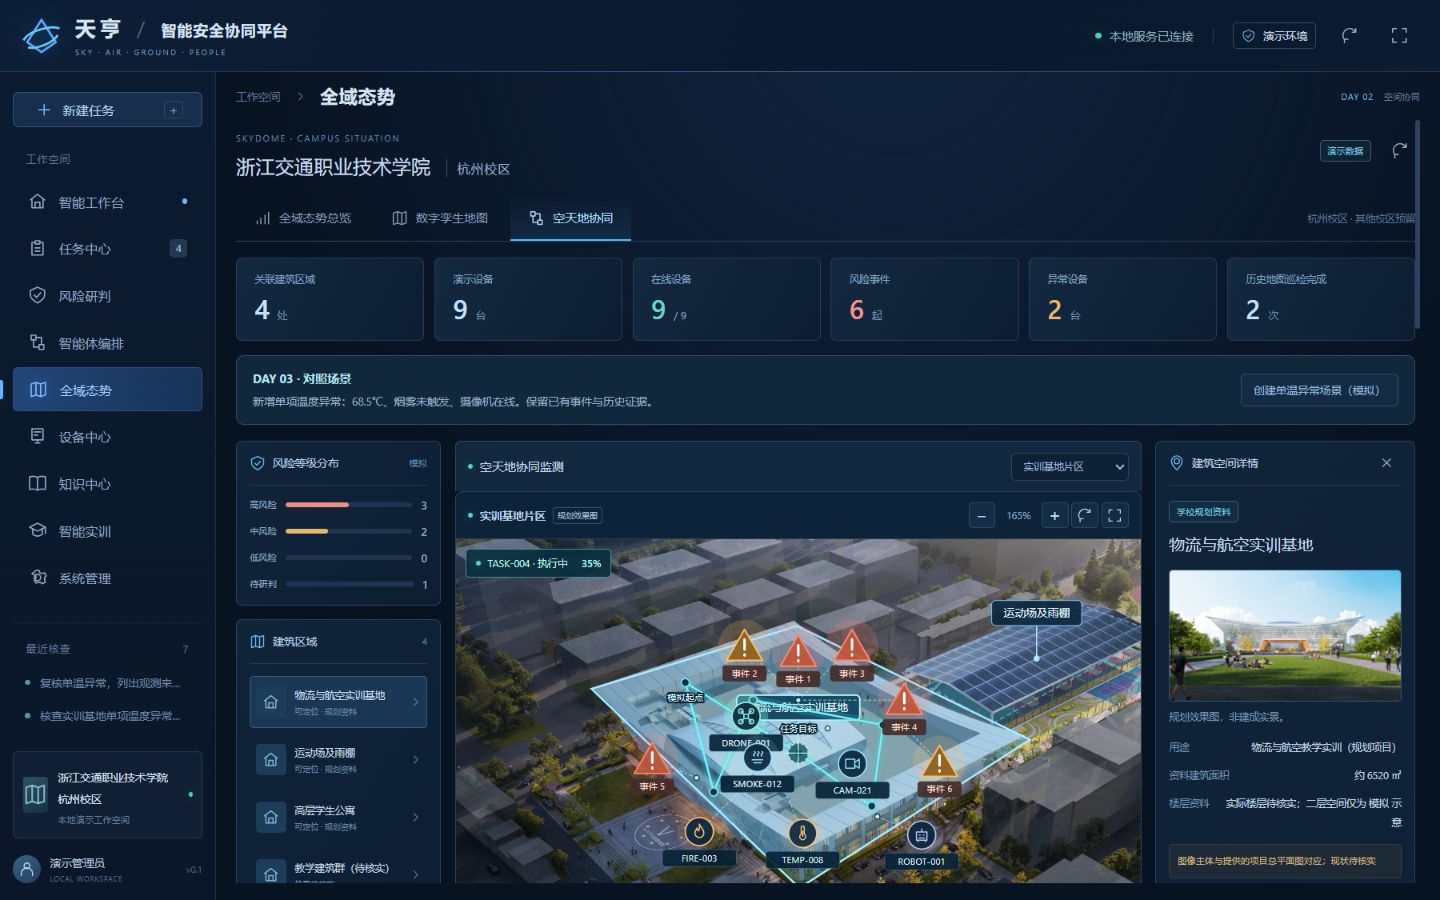 天亨 / 智能安全协同平台
SKY · AIR · GROUND · PEOPLE
本地服务已连接
演示环境
新建任务 +
工作空间
智能工作台
任务中心 4
风险研判
智能体编排
全域态势
设备中心
知识中心
智能实训
系统管理
最近核查 7
复核单温异常，列出观测来...
核查实训基地单项温度异常...
浙江交通职业技术学院
杭州校区
本地演示工作空间
演示管理员
LOCAL WORKSPACE
v0.1
工作空间 > 全域态势
DAY 02 空间协同
SKYDOME · CAMPUS SITUATION
浙江交通职业技术学院 | 杭州校区
演示数据
全域态势总览
数字孪生地图
空天地协同
杭州校区 · 其他校区预留
关联建筑区域
4 处
演示设备
9 台
在线设备
9 / 9
风险事件
6 起
异常设备
2 台
历史地图巡检完成
2 次
DAY 03 · 对照场景
新增单项温度异常：68.5℃、烟雾未触发、摄像机在线。保留已有事件与历史证据。
创建单温异常场景（模拟）
风险等级分布 模拟
高风险 3
中风险 2
低风险 0
待研判 1
建筑区域 4
物流与航空实训基地
可定位 · 规划资料
运动场及雨棚
可定位 · 规划资料
高层学生公寓
可定位 · 规划资料
教学建筑群（待核实）
空天地协同监测
实训基地片区
实训基地片区 规划效果图
− 165% +
TASK-004 · 执行中 35%
运动场及雨棚
事件 2
事件 1
事件 3
模拟起点
流与航空实训基地
任务目标
事件 4
DRONE-001
SMOKE-012
CAM-021
事件 5
事件 6
FIRE-003
TEMP-008
ROBOT-001
建筑空间详情
学校规划资料
物流与航空实训基地
规划效果图，非建成实景。
用途 物流与航空教学实训（规划项目）
资料建筑面积 约 6520 ㎡
楼层资料 实际楼层待核实；二层空间仅为 模拟 示
意
图像主体与提供的项目总平面图对应；现状待核实